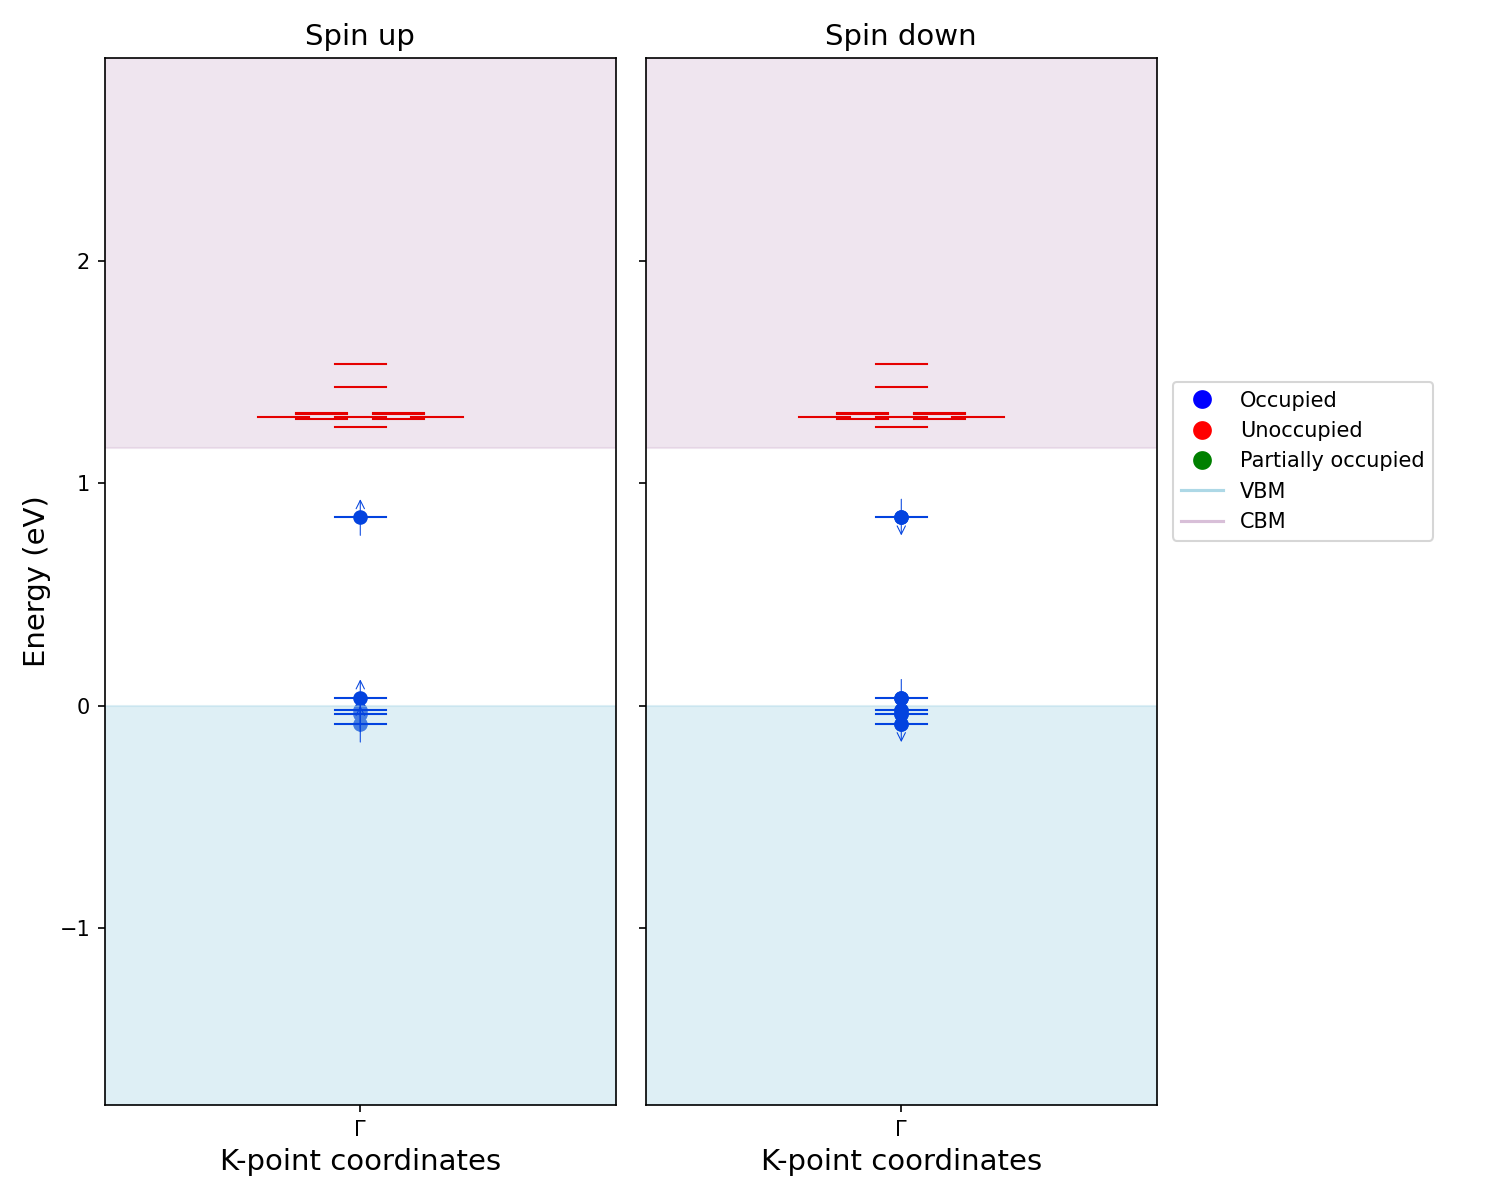 Spin up
Spin down
Energy (eV)
2
1
0
−1
Γ
Γ
K-point coordinates
K-point coordinates
Occupied
Unoccupied
Partially occupied
VBM
CBM